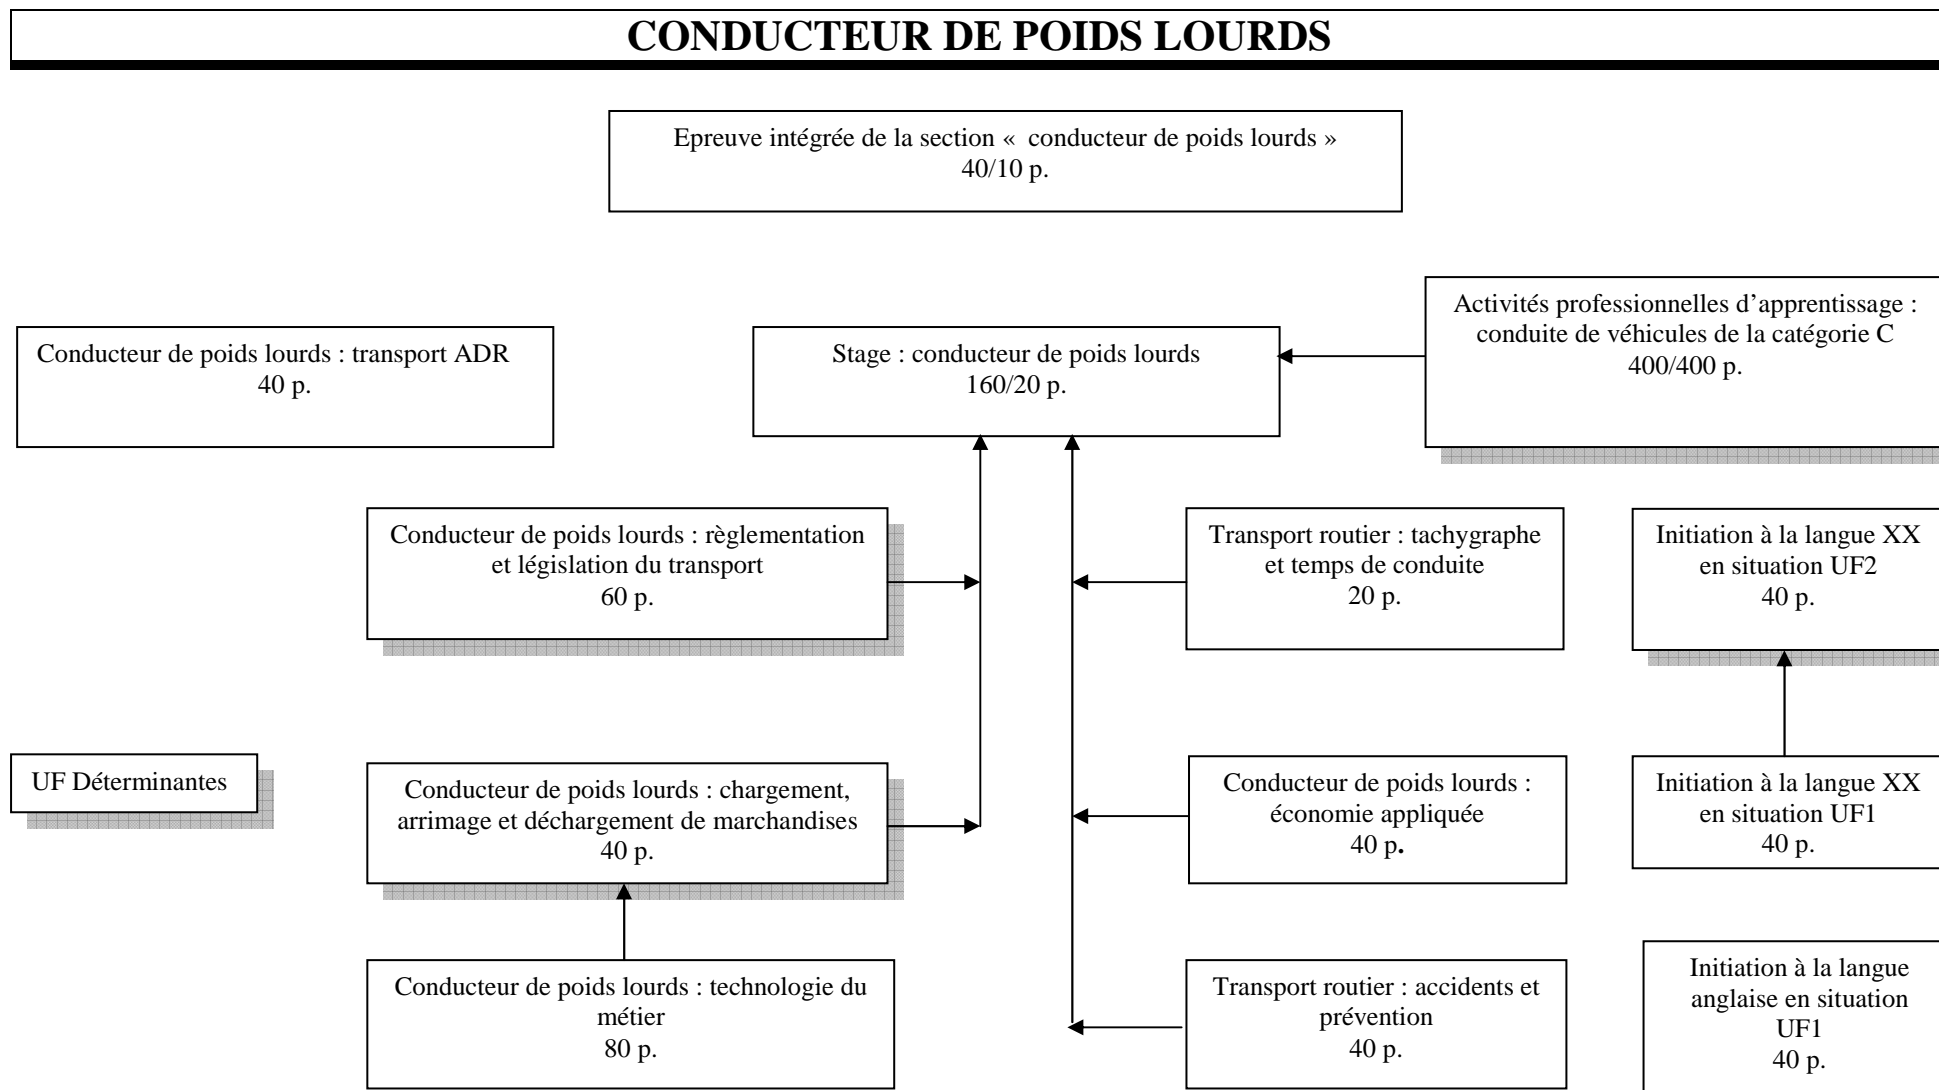 CONDUCTEUR DE POIDS LOURDS
Epreuve intégrée de la section «  conducteur de poids lourds »
40/10 p.
Activités professionnelles d’apprentissage :
conduite de véhicules de la catégorie C
400/400 p.
Conducteur de poids lourds : transport ADR
40 p.
Stage : conducteur de poids lourds
160/20 p.
Conducteur de poids lourds : règlementation
et législation du transport
60 p.
Transport routier : tachygraphe
et temps de conduite
20 p.
Initiation à la langue XX
en situation UF2
40 p.
UF Déterminantes
Conducteur de poids lourds : chargement,
arrimage et déchargement de marchandises
40 p.
Conducteur de poids lourds :
économie appliquée
40 p.
Initiation à la langue XX
en situation UF1
40 p.
Conducteur de poids lourds : technologie du
métier
80 p.
Transport routier : accidents et
prévention
40 p.
Initiation à la langue
anglaise en situation
UF1
40 p.